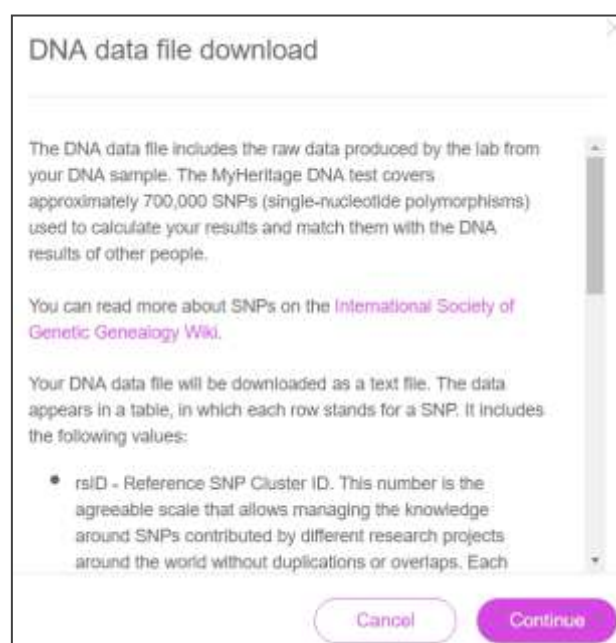 DNA data file download
The DNA data file includes the raw data produced by the lab from
your DNA sample. The MyHeritage DNA test covers
approximately 700,000 SNPs (single-nucleotide polymorphisms)
used to calculate your results and match them with the DNA
results of other people.
You can read more about SNPs on the International Society of
Genetic Genealogy Wiki.
Your DNA data file will be downloaded as a text file. The data
appears in a table, in which each row stands for a SNP. It includes
the following values:
• rsID - Reference SNP Cluster ID. This number is the
agreeable scale that allows managing the knowledge
around SNPs contributed by different research projects
around the world without duplications or overlaps. Each
Cancel Continue